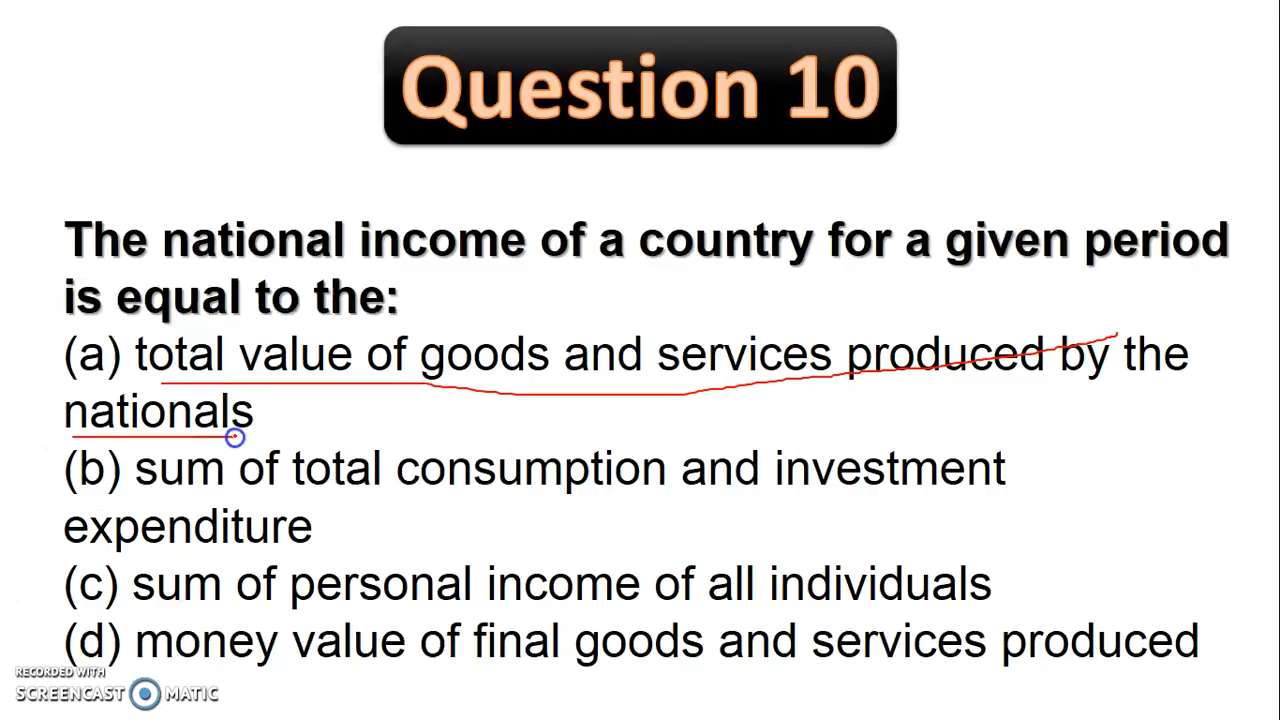 Question 10
The national income of a country for a given period
is equal to the:
(a) total value of goods and services produced by the
nationals
(b) sum of total consumption and investment
expenditure
(c) sum of personal income of all individuals
(d) money value of final goods and services produced
RECORDED WITH
SCREENCAST MATIC